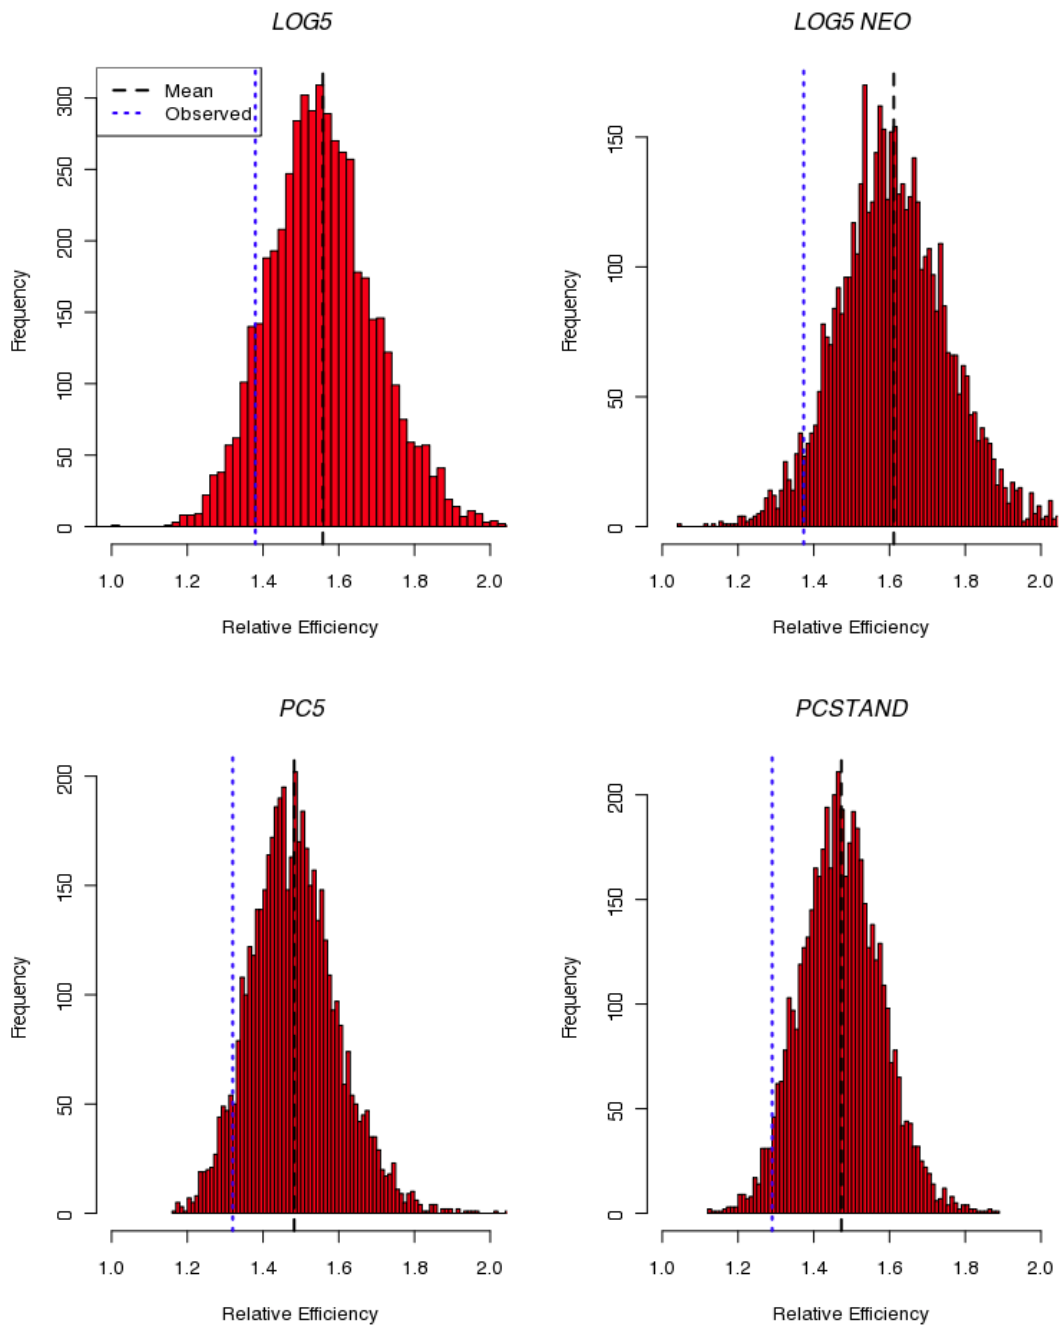 LOG5
Mean
Observed
Frequency
0 50 100 150 200 250 300
1.0 1.2 1.4 1.6 1.8 2.0
Relative Efficiency
LOG5 NEO
Frequency
0 50 100 150
1.0 1.2 1.4 1.6 1.8 2.0
Relative Efficiency
PC5
Frequency
0 50 100 150 200
1.0 1.2 1.4 1.6 1.8 2.0
Relative Efficiency
PCSTAND
Frequency
0 50 100 150 200
1.0 1.2 1.4 1.6 1.8 2.0
Relative Efficiency